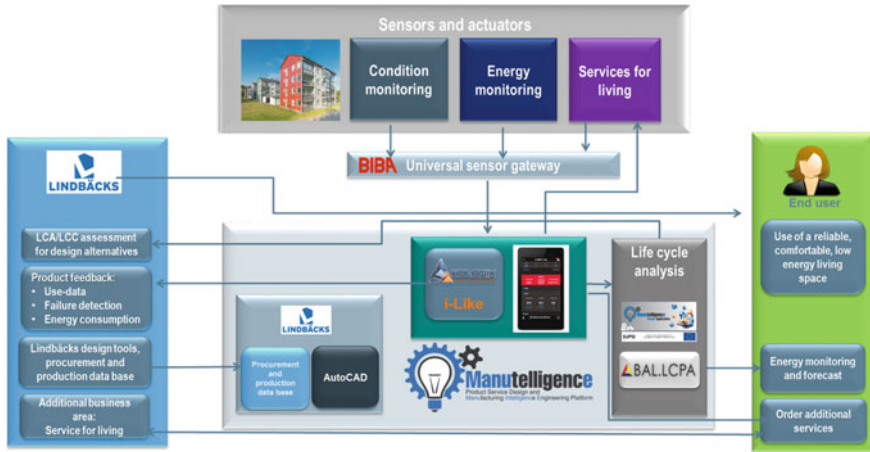 Sensors and actuators
Condition
monitoring
Energy
monitoring
Services for
living
BIBA Universal sensor gateway
LINDBÄCKS
LCA/LCC assessment
for design alternatives
Product feedback:
• Use-data
• Failure detection
• Energy consumption
Lindbäcks design tools,
procurement and
production data base
Additional business
area:
Service for living
LINDBÄCKS
Procurement
and
production
data base
AutoCAD
i-Like
Manutelligence
Product Service Design and
Manufacturing Intelligence Engineering Platform
Life cycle
analysis
Manutelligence
BAL.LCPA
End user
Use of a reliable,
comfortable, low
energy living
space
Energy monitoring
and forecast
Order additional
services